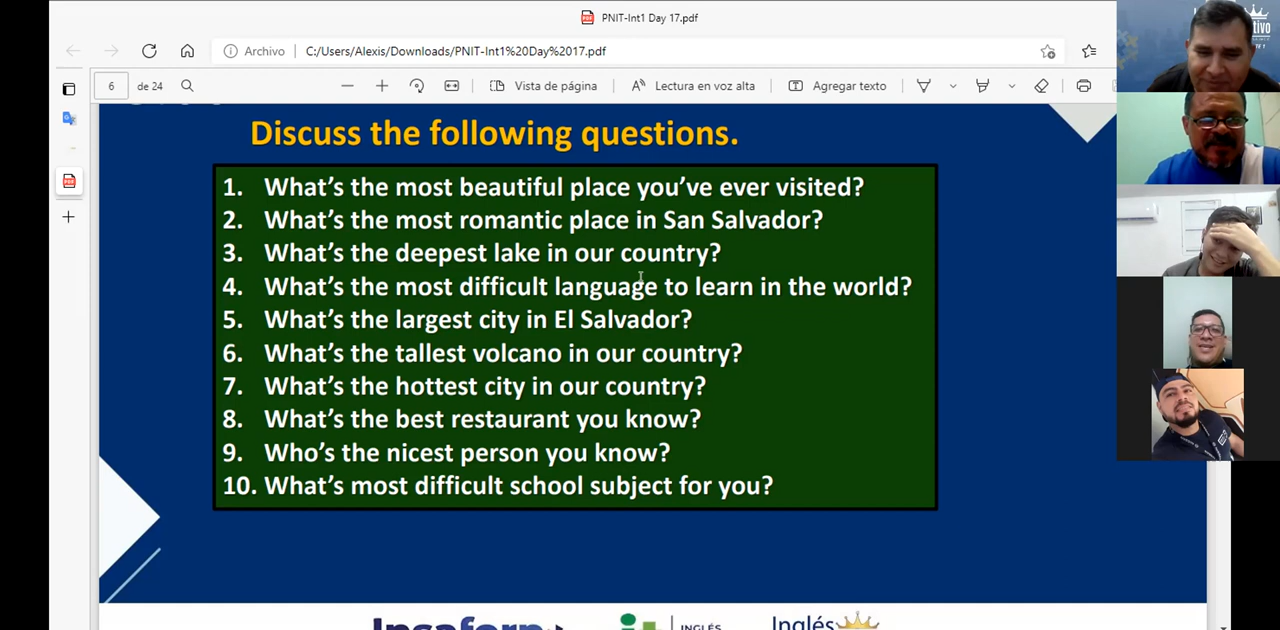 PNIT-Int1 Day 17.pdf
Archivo | C:/Users/Alexis/Downloads/PNIT-Int1%20Day%2017.pdf
6 de 24
Vista de página
Lectura en voz alta
Agregar texto
Discuss the following questions.
1. What's the most beautiful place you've ever visited?
2. What's the most romantic place in San Salvador?
3. What's the deepest lake in our country?
4. What's the most difficult language to learn in the world?
5. What's the largest city in El Salvador?
6. What's the tallest volcano in our country?
7. What's the hottest city in our country?
8. What's the best restaurant you know?
9. Who's the nicest person you know?
10. What's most difficult school subject for you?
INGLÉS
Inglés